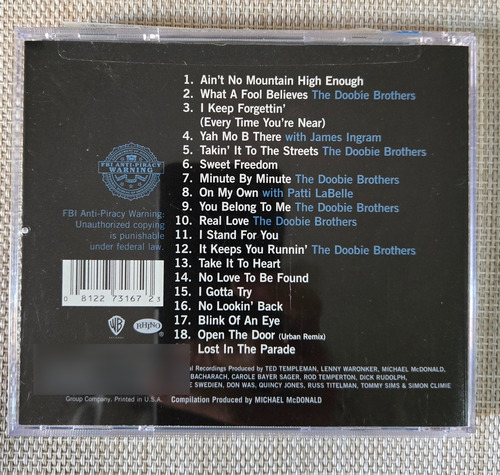 1. Ain't No Mountain High Enough
2. What A Fool Believes The Doobie Brothers
3. I Keep Forgettin'
(Every Time You're Near)
4. Yah Mo B There with James Ingram
5. Takin' It To The Streets The Doobie Brothers
6. Sweet Freedom
7. Minute By Minute The Doobie Brothers
8. On My Own with Patti LaBelle
9. You Belong To Me The Doobie Brothers
10. Real Love The Doobie Brothers
11. I Stand For You
12. It Keeps You Runnin' The Doobie Brothers
13. Take It To Heart
14. No Love To Be Found
15. I Gotta Try
16. No Lookin' Back
17. Blink Of An Eye
18. Open The Door (Urban Remix)
Lost In The Parade
FBI ANTI-PIRACY
WARNING
FBI Anti-Piracy Warning:
Unauthorized copying
is punishable
under federal law.
0 8122 73167 2 3
WB
RHINO
Recordings Produced by TED TEMPLEMAN, LENNY WARONKER, MICHAEL McDONALD,
BACHARACH, CAROLE BAYER SAGER, ROD TEMPERTON, DICK RUDOLPH,
SWEDIEN, DON WAS, QUINCY JONES, RUSS TITELMAN, TOMMY SIMS & SIMON CLIMIE
Group Company. Printed in U.S.A.
Compilation Produced by MICHAEL McDONALD